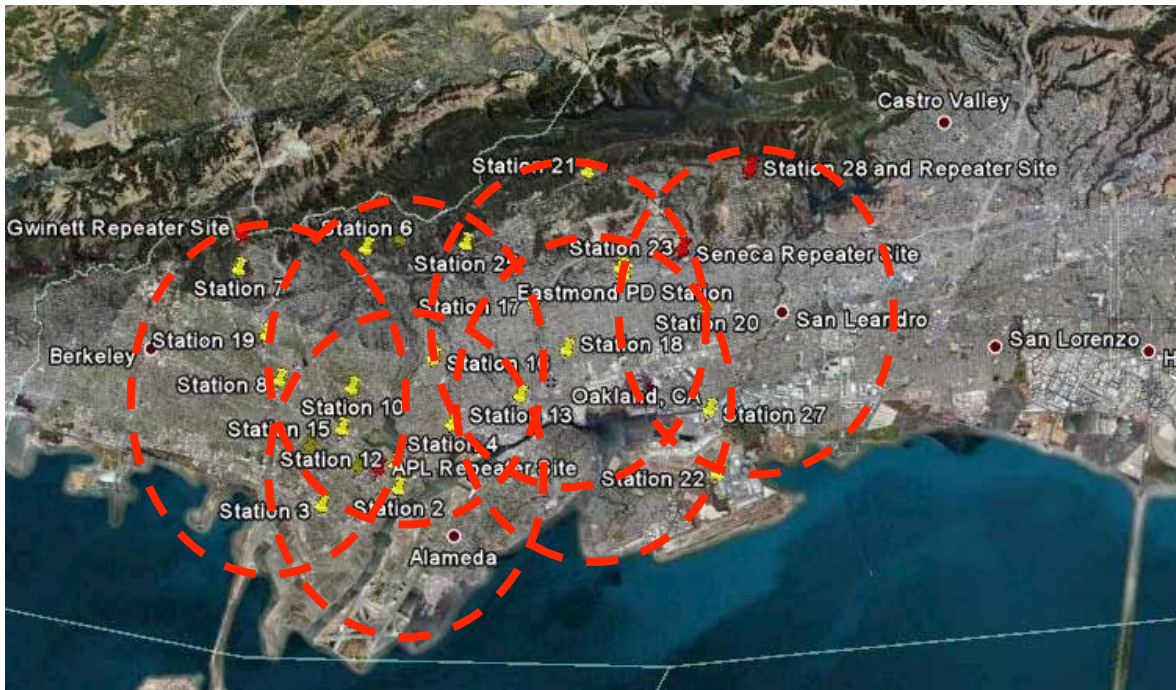 Castro Valley
Station 21
Station 28 and Repeater Site
Gwinett Repeater Site
Station 6
Station 23
Seneca Repeater Site
Station 7
Station 17
Eastmond PD Station
Station 20
San Leandro
Station 19
Berkeley
Station 18
San Lorenzo
H
Station 16
Station 8
Station 10
Oakland, CA
Station 13
Station 27
Station 15
Station 4
Station 12
APL Repeater Site
Station 22
Station 3
Station 2
Alameda